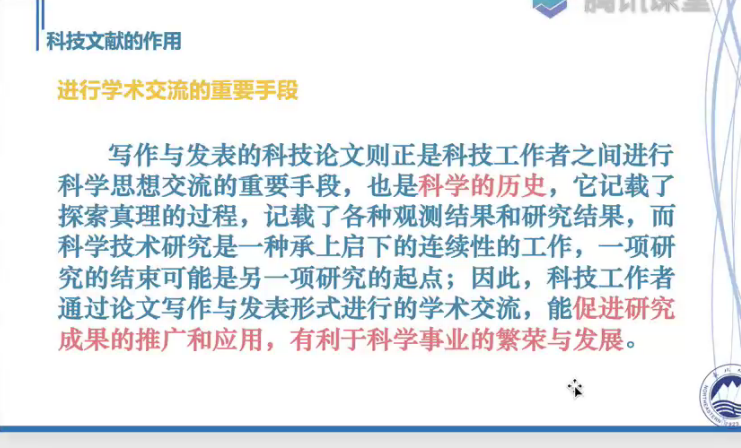 腾讯课堂
科技文献的作用
进行学术交流的重要手段
写作与发表的科技论文则正是科技工作者之间进行
科学思想交流的重要手段，也是科学的历史，它记载了
探索真理的过程，记载了各种观测结果和研究结果，而
科学技术研究是一种承上启下的连续性的工作，一项研
究的结束可能是另一项研究的起点；因此，科技工作者
通过论文写作与发表形式进行的学术交流，能促进研究
成果的推广和应用，有利于科学事业的繁荣与发展。